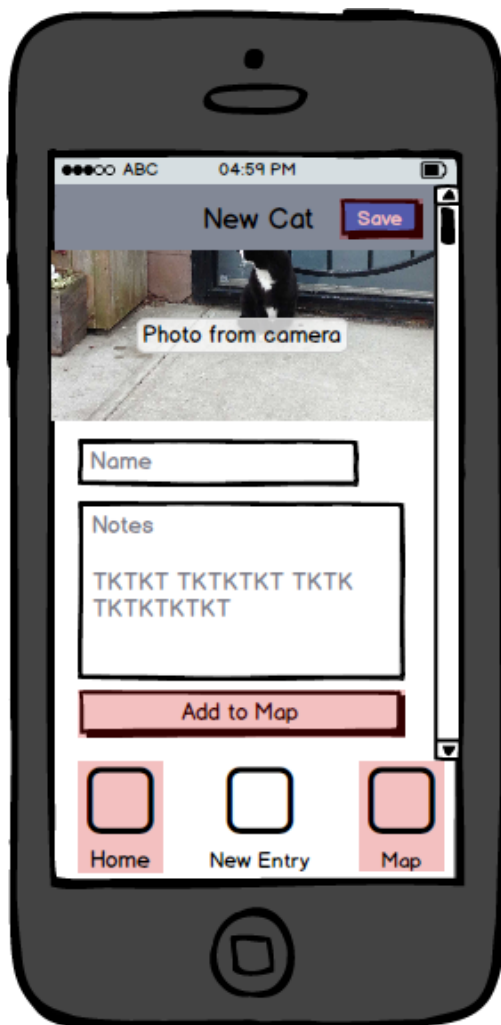 ABC 04:59 PM
New Cat Save
Photo from camera
Name
Notes
TKTKT TKTKTKT TKTK
TKTKTKTKT
Add to Map
Home New Entry Map